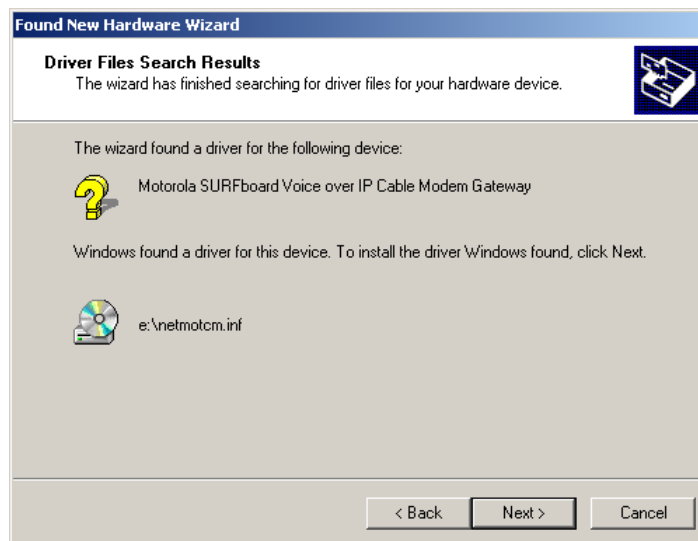 Found New Hardware Wizard
Driver Files Search Results
The wizard has finished searching for driver files for your hardware device.
The wizard found a driver for the following device:
Motorola SURFboard Voice over IP Cable Modem Gateway
Windows found a driver for this device. To install the driver Windows found, click Next.
e:\netmotcm.inf
< Back Next > Cancel